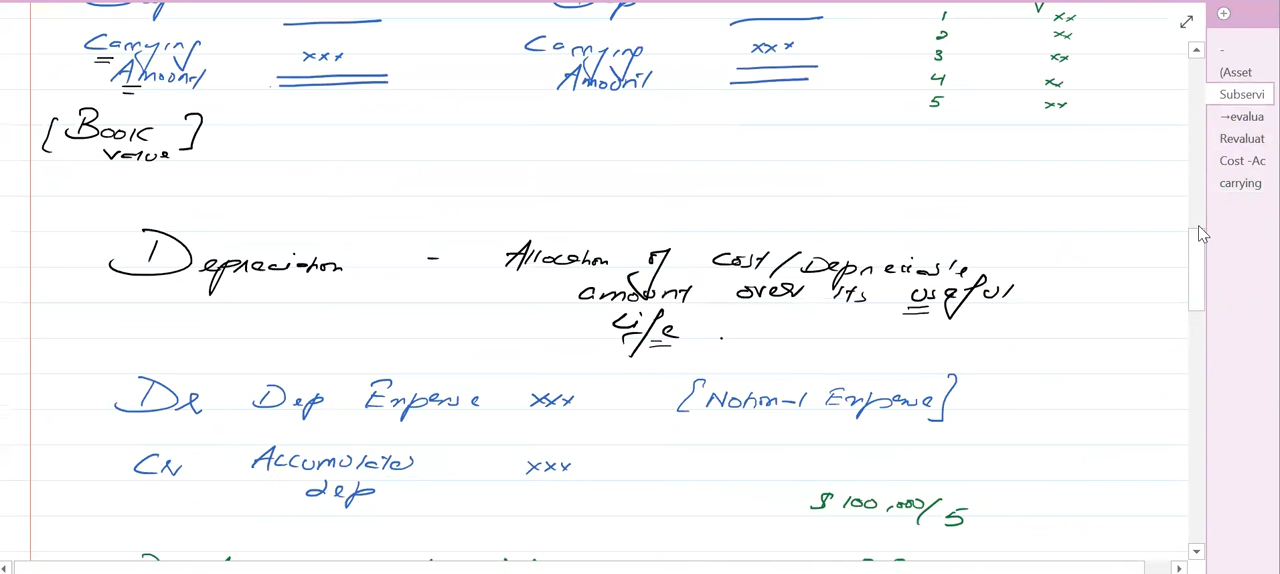 1 xx
Carrying xxx Carrying xxx 2 xx
Amount Amount 3 xx
4 xx
5 xx
[Book
value]
Depreciation - Allocation of Cost/Depreciable
amount over its useful
Life.
Dr Dep Expense xxx [Notional Expense]
Cr Accumulated xxx
dep
$100,000/5
-
(Asset
Subservi
→evalua
Revaluat
Cost -Ac
carrying